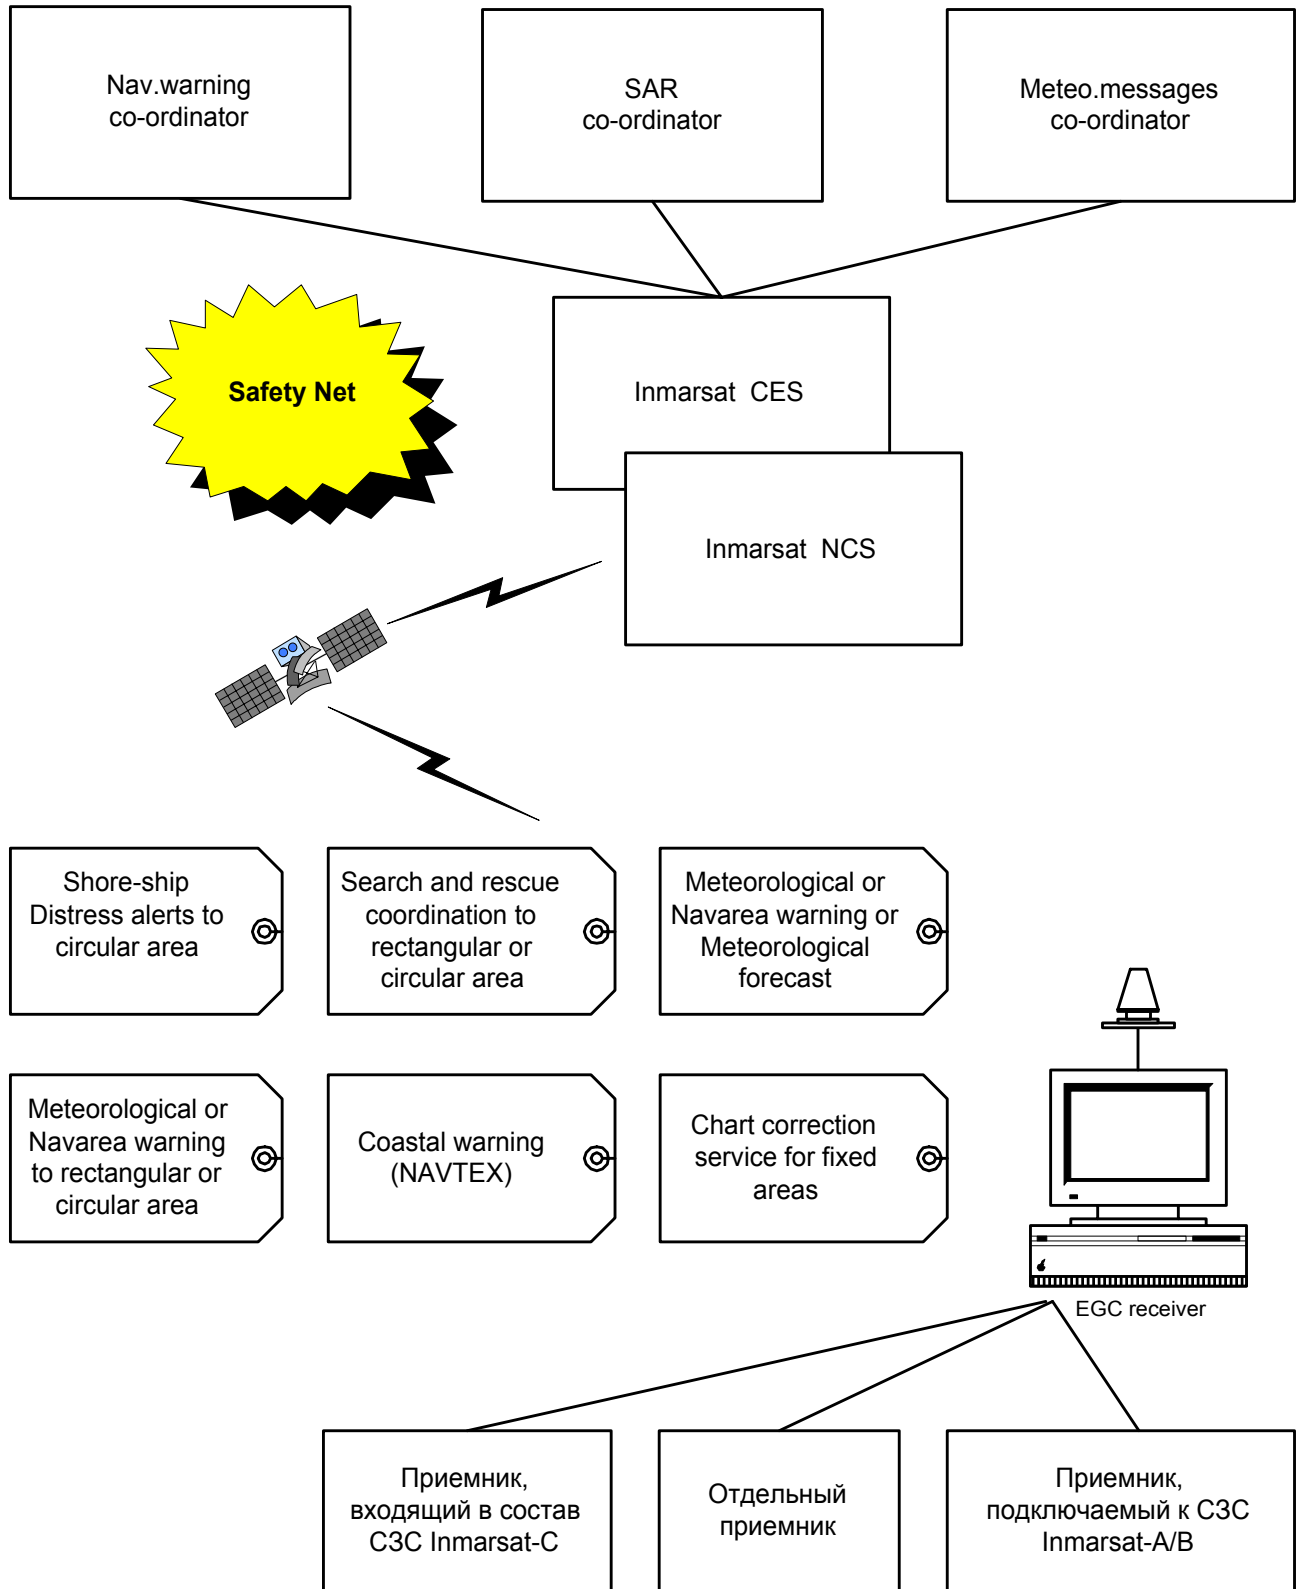 Nav.warning
co-ordinator
SAR
co-ordinator
Meteo.messages
co-ordinator
Safety Net
Inmarsat CES
Inmarsat NCS
Shore-ship
Distress alerts to
circular area
Search and rescue
coordination to
rectangular or
circular area
Meteorological or
Navarea warning or
Meteorological
forecast
Meteorological or
Navarea warning
to rectangular or
circular area
Coastal warning
(NAVTEX)
Chart correction
service for fixed
areas
EGC receiver
Приемник,
входящий в состав
СЗС Inmarsat-C
Отдельный
приемник
Приемник,
подключаемый к СЗС
Inmarsat-A/B